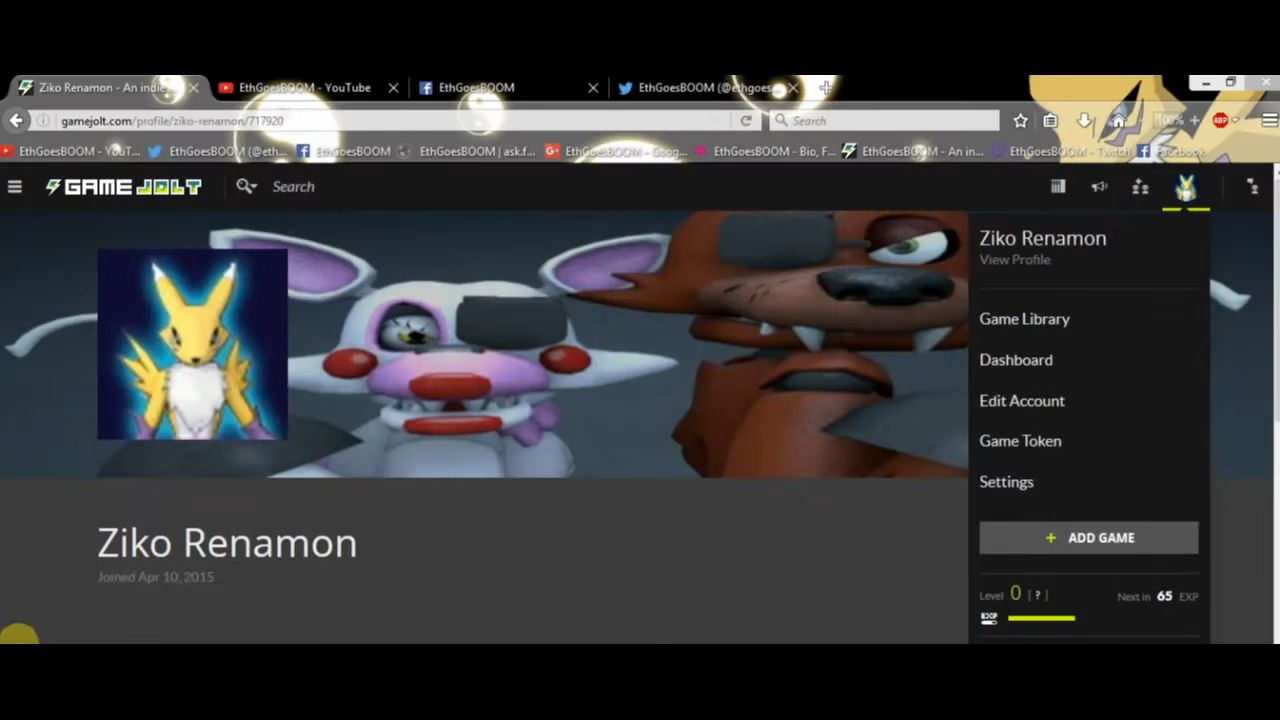 Ziko Renamon - An indie
EthGoesBOOM - YouTube
EthGoesBOOM
EthGoesBOOM (@ethgoes
gamejolt.com/profile/ziko-renamon/717920
Search
100%
ABP
EthGoesBOOM - YouT...
EthGoesBOOM (@eth...
EthGoesBOOM
EthGoesBOOM | ask.f...
EthGoesBOOM - Goog...
EthGoesBOOM - Bio, F...
EthGoesBOOM - An in...
EthGoesBOOM - Twitch
Facebook
GAME JOLT
Search
Ziko Renamon
View Profile
Game Library
Dashboard
Edit Account
Game Token
Settings
+ ADD GAME
Level 0 [ ? ]
Next in 65 EXP
EXP
Ziko Renamon
Joined Apr 10, 2015